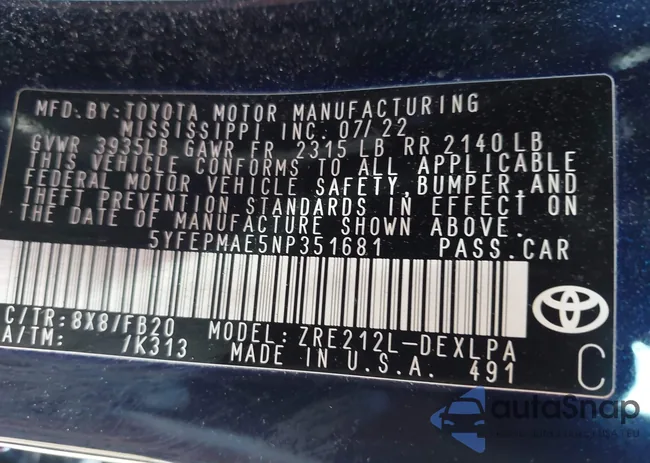 MFD. BY: TOYOTA MOTOR MANUFACTURING
MISSISSIPPI INC. 07/22
GVWR 3935LB GAWR FR 2315 LB RR 2140 LB
THIS VEHICLE CONFORMS TO ALL APPLICABLE
FEDERAL MOTOR VEHICLE SAFETY, BUMPER, AND
THEFT PREVENTION STANDARDS IN EFFECT ON
THE DATE OF MANUFACTURE SHOWN ABOVE.
5YFEPMAE5NP351681 PASS.CAR
C/TR: 8X8/FB20 MODEL: ZRE212L-DEXLPA
A/TM: /K313 MADE IN U.S.A. 491
C
autoSnap